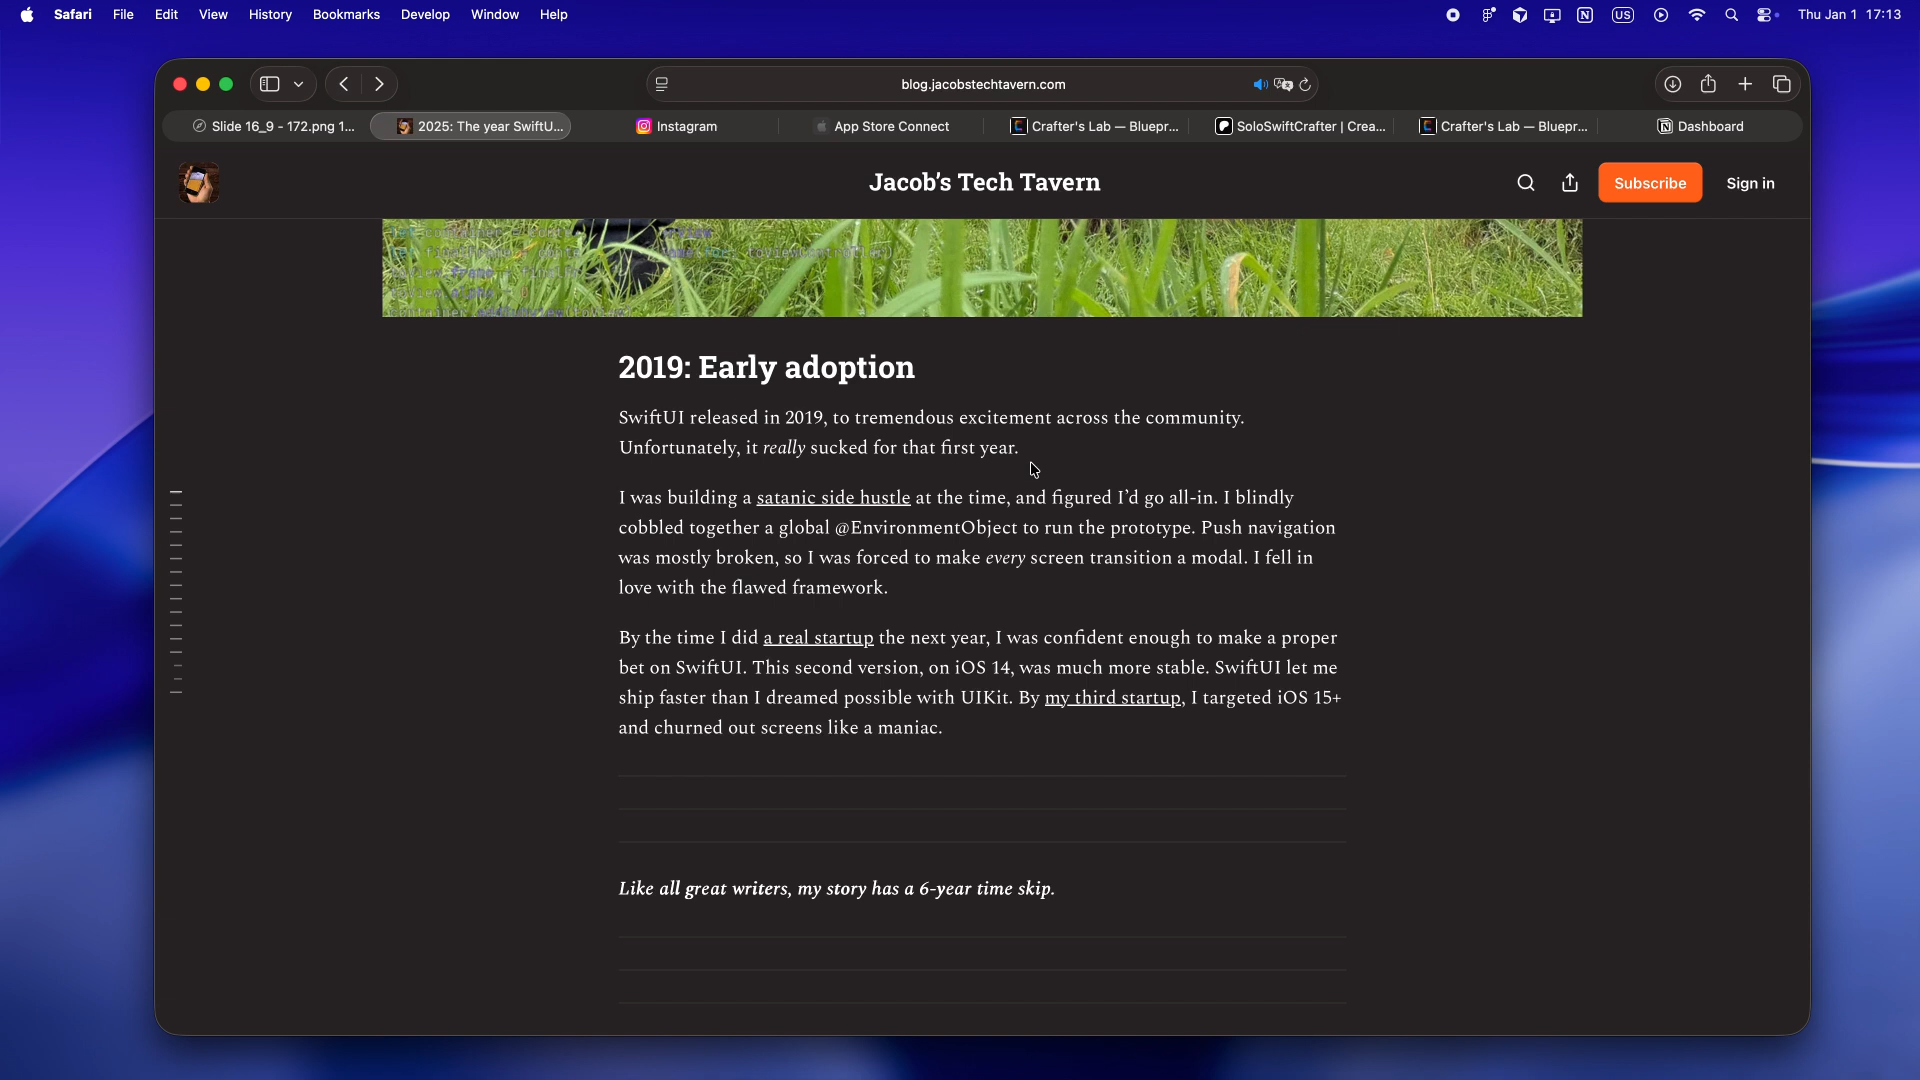 Safari File Edit View History Bookmarks Develop Window Help US Thu Jan 1 17:13
blog.jacobstechtavern.com
Slide 16_9 - 172.png 1... 2025: The year SwiftU... Instagram App Store Connect Crafter's Lab — Bluepr... SoloSwiftCrafter | Crea... Crafter's Lab — Bluepr... Dashboard
Jacob's Tech Tavern Subscribe Sign in
2019: Early adoption
SwiftUI released in 2019, to tremendous excitement across the community.
Unfortunately, it really sucked for that first year.
I was building a satanic side hustle at the time, and figured I'd go all-in. I blindly
cobbled together a global @EnvironmentObject to run the prototype. Push navigation
was mostly broken, so I was forced to make every screen transition a modal. I fell in
love with the flawed framework.
By the time I did a real startup the next year, I was confident enough to make a proper
bet on SwiftUI. This second version, on iOS 14, was much more stable. SwiftUI let me
ship faster than I dreamed possible with UIKit. By my third startup, I targeted iOS 15+
and churned out screens like a maniac.
Like all great writers, my story has a 6-year time skip.